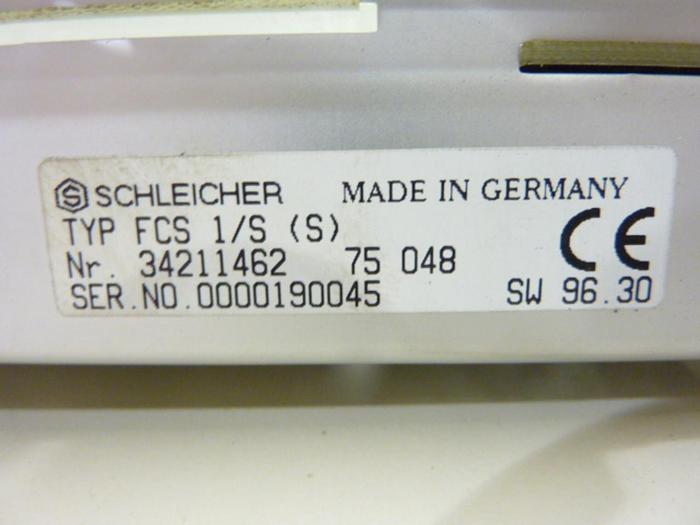 SCHLEICHER MADE IN GERMANY
TYP FCS 1/S (S)
Nr. 34211462 75 048
SER.NO.0000190045 SW 96.30
CE